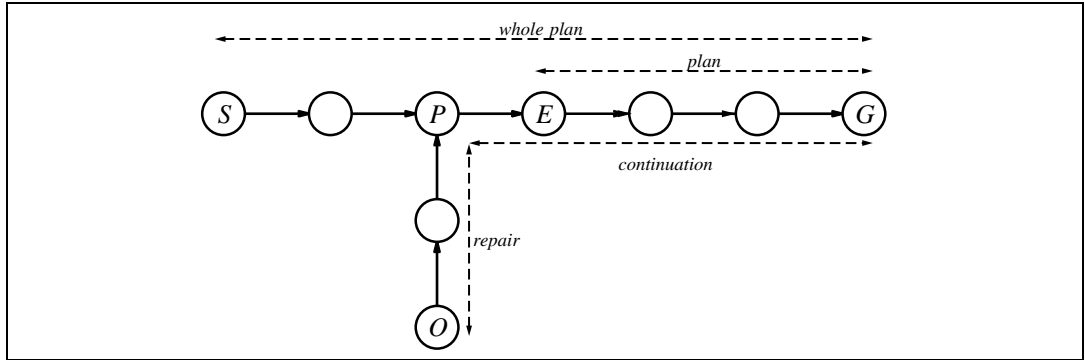 whole plan
plan
S P E G
continuation
repair
O